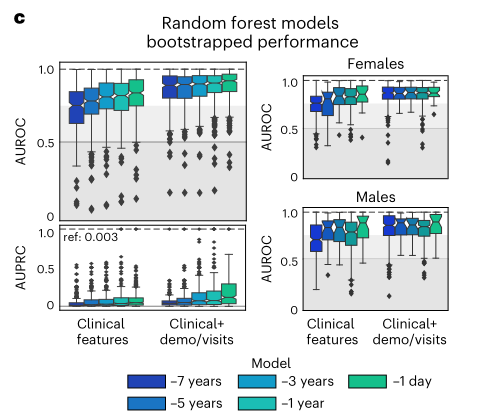 c
Random forest models
bootstrapped performance
1.0
0.5
0
AUROC
1.0
0.5
0
AUPRC
ref: 0.003
Clinical
features
Clinical+
demo/visits
Females
1.0
0.5
0
AUROC
Males
1.0
0.5
0
AUROC
Clinical
features
Clinical+
demo/visits
Model
–7 years
–3 years
–1 day
–5 years
–1 year